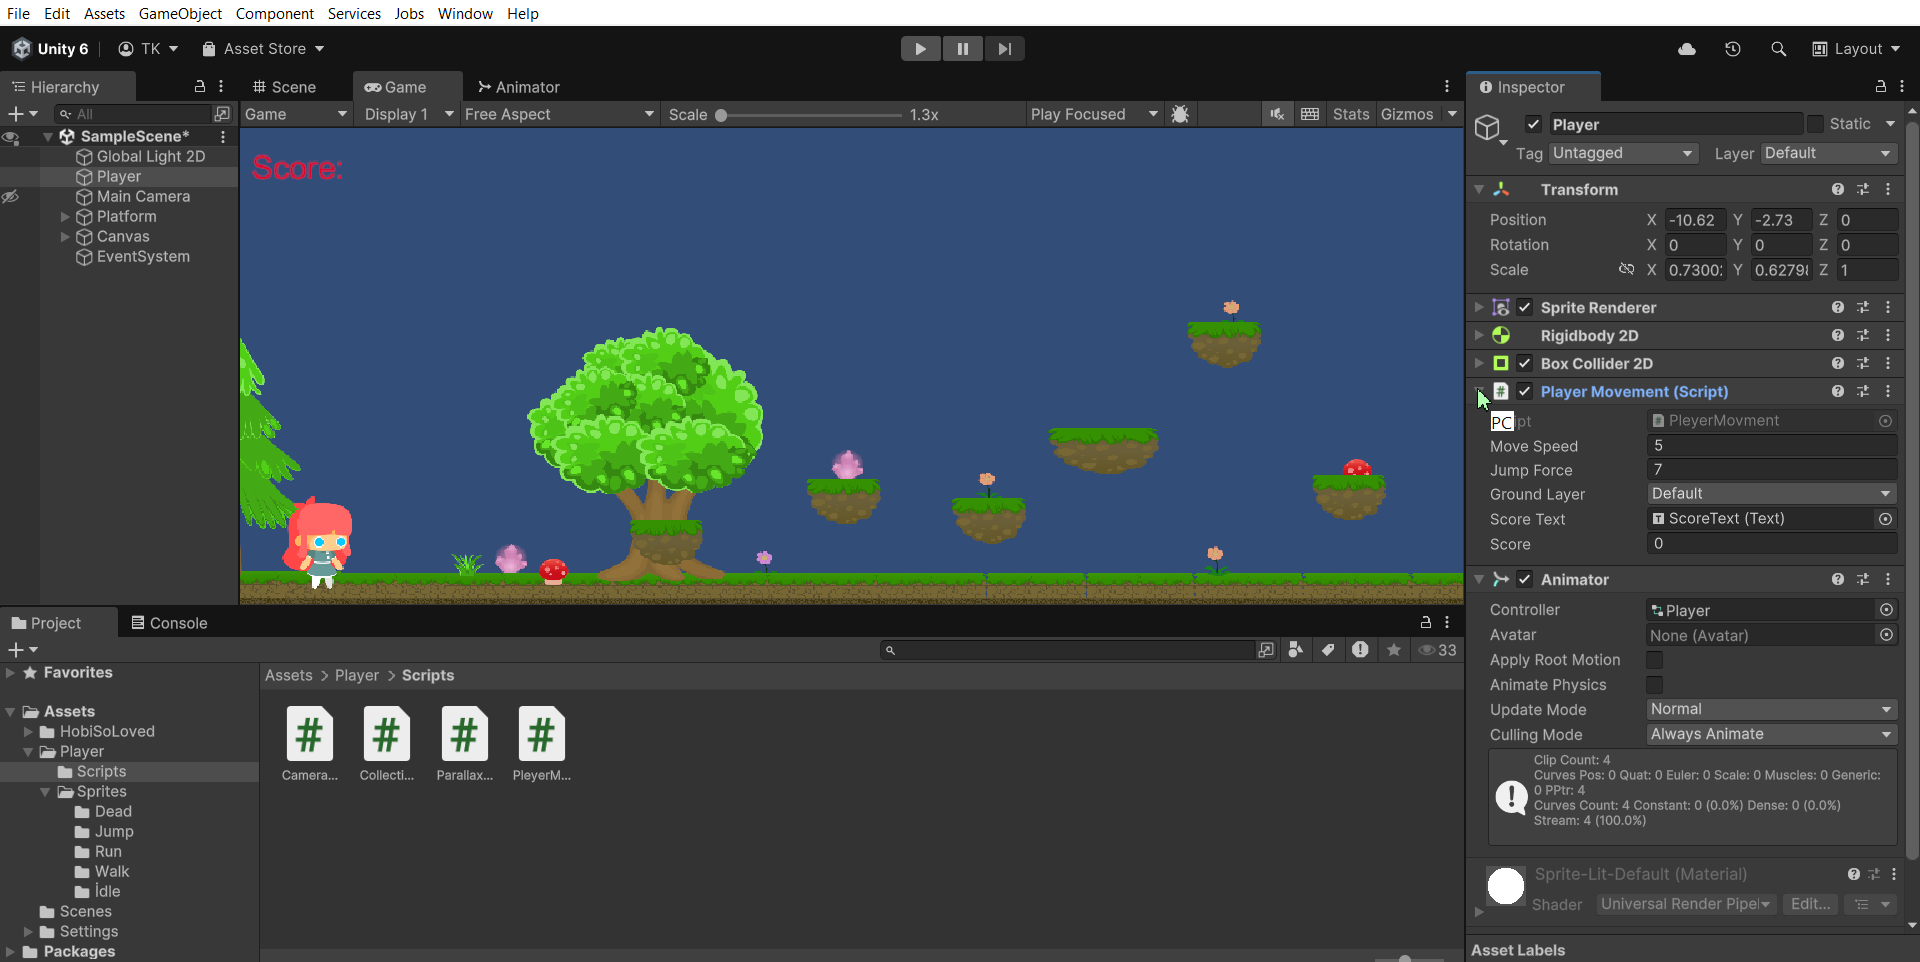 File Edit Assets GameObject Component Services Jobs Window Help
Unity 6 TK Asset Store Layout
Hierarchy
All
SampleScene*
Global Light 2D
Player
Main Camera
Platform
Canvas
EventSystem
Scene Game Animator
Game Display 1 Free Aspect Scale 1.3x Play Focused Stats Gizmos
Score:
Project Console
33
Favorites
Assets
HobiSoLoved
Player
Scripts
Sprites
Dead
Jump
Run
Walk
İdle
Scenes
Settings
Packages
Assets > Player > Scripts
Camera... Collecti... Parallax... PleyerM...
Inspector
Player Static
Tag Untagged Layer Default
Transform
Position X -10.62 Y -2.73 Z 0
Rotation X 0 Y 0 Z 0
Scale X 0.7300 Y 0.6279 Z 1
Sprite Renderer
Rigidbody 2D
Box Collider 2D
# Player Movement (Script)
PC ipt PleyerMovment
Move Speed 5
Jump Force 7
Ground Layer Default
Score Text ScoreText (Text)
Score 0
Animator
Controller Player
Avatar None (Avatar)
Apply Root Motion
Animate Physics
Update Mode Normal
Culling Mode Always Animate
Clip Count: 4
Curves Pos: 0 Quat: 0 Euler: 0 Scale: 0 Muscles: 0 Generic:
0 PPtr: 4
Curves Count: 4 Constant: 0 (0.0%) Dense: 0 (0.0%)
Stream: 4 (100.0%)
Sprite-Lit-Default (Material)
Shader Universal Render Pipel Edit...
Asset Labels